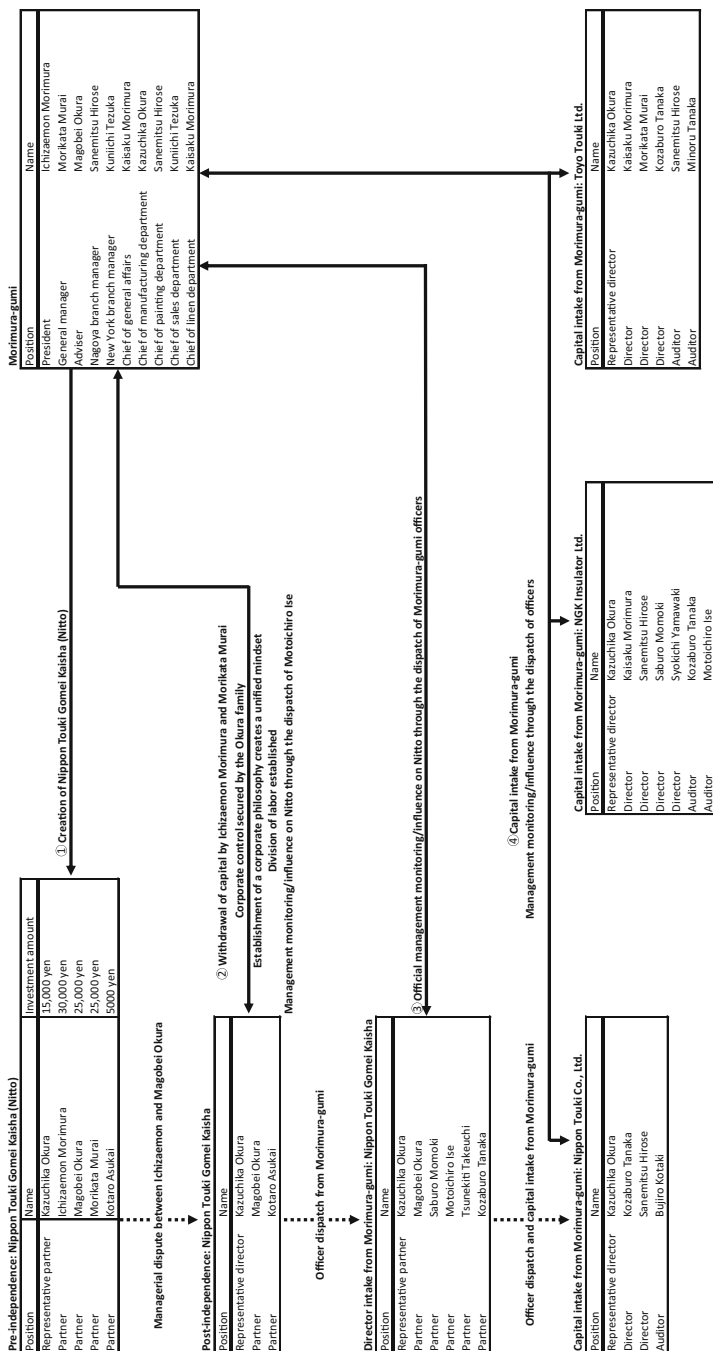 Pre-independence: Nippon Touki Gomei Kaisha (Nitto)
Position Name Investment amount
Representative partner Kazuchika Okura 15,000 yen
Partner Ichizaemon Morimura 30,000 yen
Partner Magobei Okura 25,000 yen
Partner Morikata Murai 25,000 yen
Partner Kotaro Asukai 5000 yen
① Creation of Nippon Touki Gomei Kaisha (Nitto)
Morimura-gumi
Position Name
President Ichizaemon Morimura
General manager Morikata Murai
Adviser Magobei Okura
Nagoya branch manager Sanemitsu Hirose
New York branch manager Kuniichi Tezuka
Chief of general affairs Kaisaku Morimura
Chief of manufacturing department Kazuchika Okura
Chief of painting department Sanemitsu Hirose
Chief of sales department Kuniichi Tezuka
Chief of linen department Kaisaku Morimura
Managerial dispute between Ichizaemon and Magobei Okura
② Withdrawal of capital by Ichizaemon Morimura and Morikata Murai
Corporate control secured by the Okura family
Establishment of a corporate philosophy creates a unified mindset
Division of labor established
Management monitoring/influence on Nitto through the dispatch of Motoichiro Ise
Post-independence: Nippon Touki Gomei Kaisha
Position Name
Representative director Kazuchika Okura
Partner Magobei Okura
Partner Kotaro Asukai
Officer dispatch from Morimura-gumi
③ Official management monitoring/influence on Nitto through the dispatch of Morimura-gumi officers
Director intake from Morimura-gumi: Nippon Touki Gomei Kaisha
Position Name
Representative partner Kazuchika Okura
Partner Magobei Okura
Partner Saburo Momoki
Partner Motoichiro Ise
Partner Tsunekiti Takeuchi
Partner Kozaburo Tanaka
Officer dispatch and capital intake from Morimura-gumi
④ Capital intake from Morimura-gumi
Management monitoring/influence through the dispatch of officers
Capital intake from Morimura-gumi: Nippon Touki Co., Ltd.
Position Name
Representative director Kazuchika Okura
Director Kozaburo Tanaka
Director Sanemitsu Hirose
Auditor Bujiro Kotaki
Capital intake from Morimura-gumi: NGK Insulator Ltd.
Position Name
Representative director Kazuchika Okura
Director Kaisaku Morimura
Director Sanemitsu Hirose
Director Saburo Momoki
Director Syokichi Yamawaki
Auditor Kozaburo Tanaka
Auditor Motoichiro Ise
Capital intake from Morimura-gumi: Toyo Touki Ltd.
Position Name
Representative director Kazuchika Okura
Director Kaisaku Morimura
Director Morikata Murai
Director Kozaburo Tanaka
Auditor Sanemitsu Hirose
Auditor Minoru Tanaka